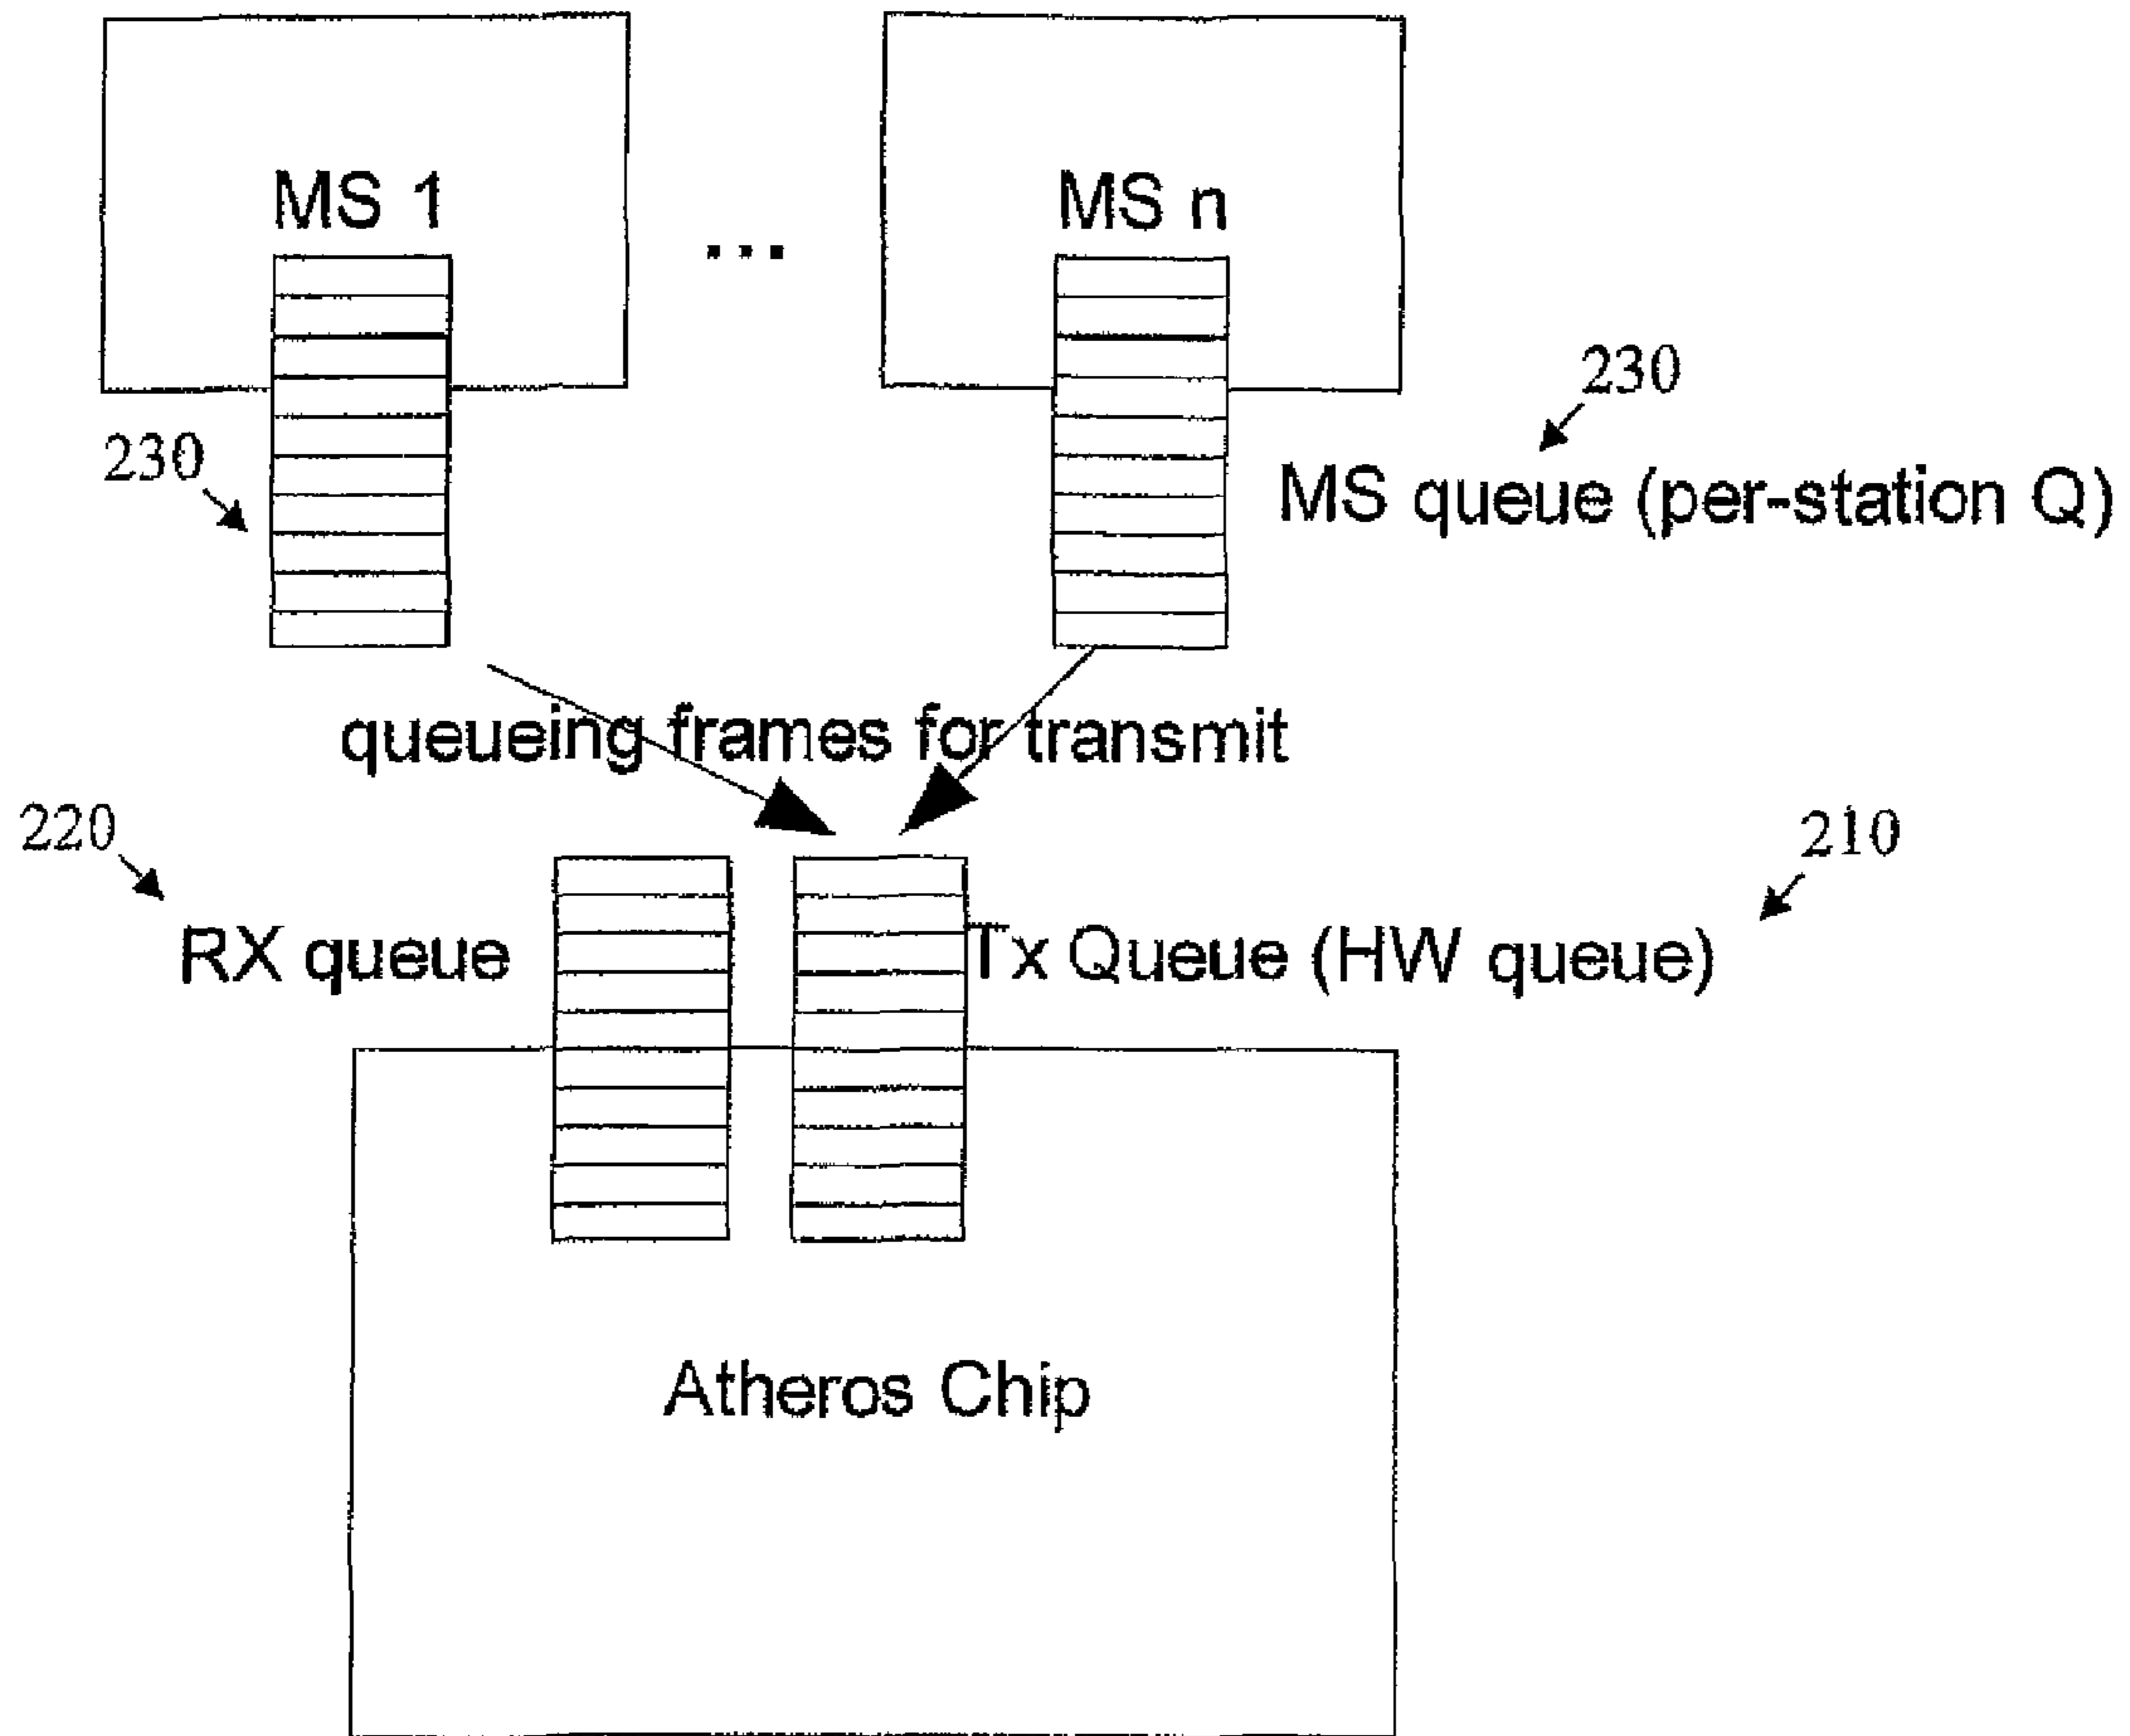 MS 1
...
MS n
230
230
MS queue (per-station Q)
queueing frames for transmit
220
210
RX queue
Tx Queue (HW queue)
Atheros Chip